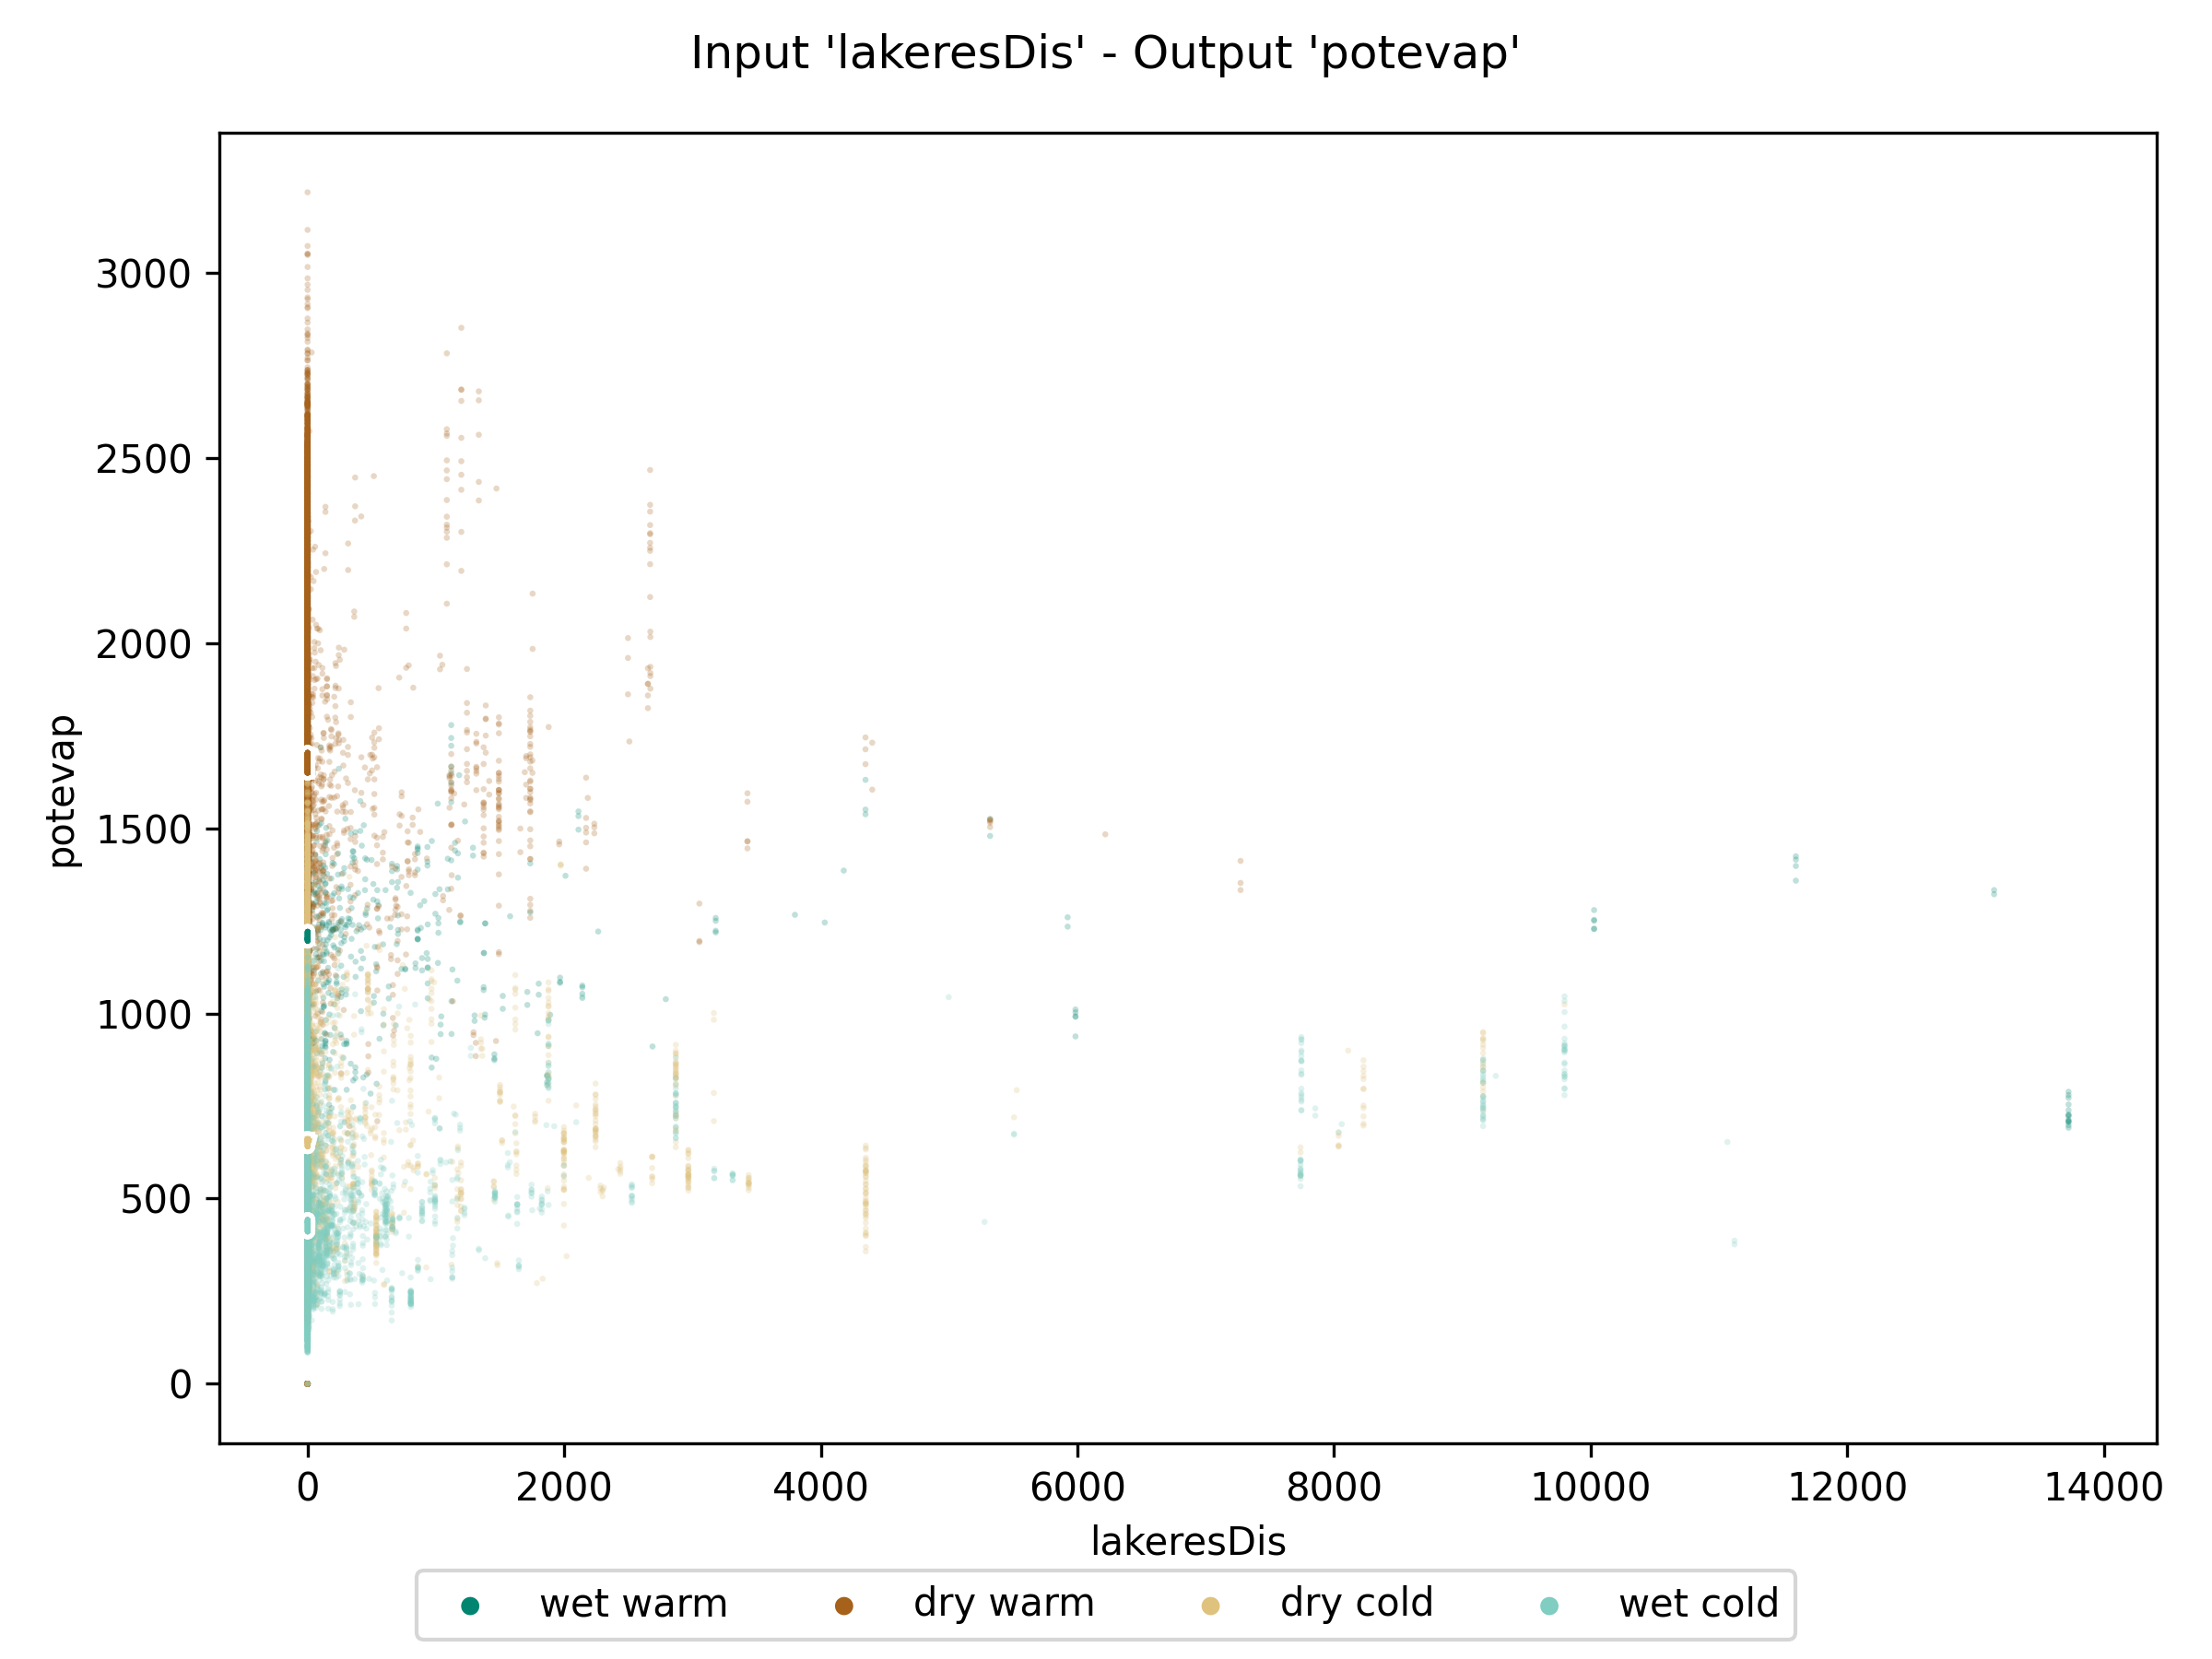 Input 'lakeresDis' - Output 'potevap'
potevap
3000
2500
2000
1500
1000
500
0
0 2000 4000 6000 8000 10000 12000 14000
lakeresDis
wet warm dry warm dry cold wet cold